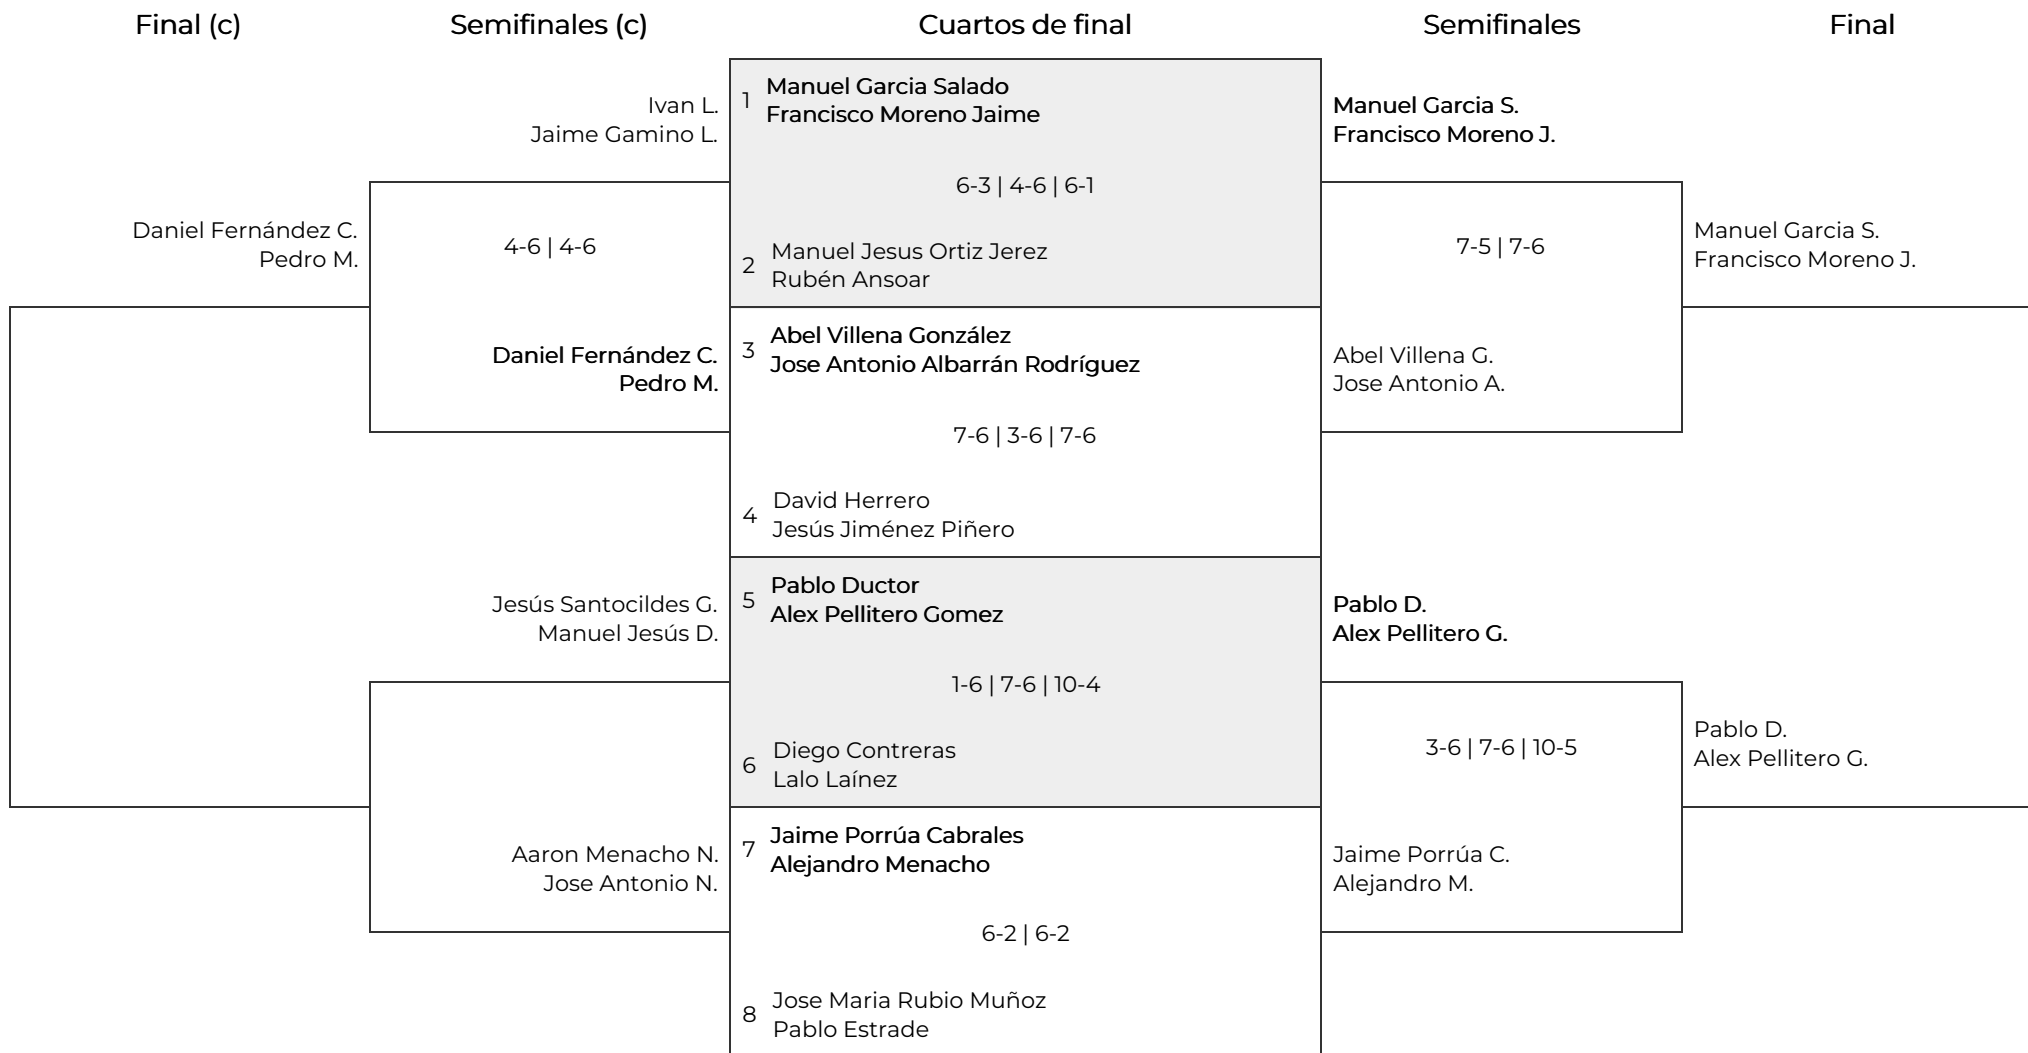 Final (c)
Semifinales (c)
Cuartos de final
Semifinales
Final
Daniel Fernández C.
Pedro M.
Ivan L.
Jaime Gamino L.
4-6 | 4-6
Daniel Fernández C.
Pedro M.
Jesús Santocildes G.
Manuel Jesús D.
Aaron Menacho N.
Jose Antonio N.
1
Manuel Garcia Salado
Francisco Moreno Jaime
6-3 | 4-6 | 6-1
2
Manuel Jesus Ortiz Jerez
Rubén Ansoar
3
Abel Villena González
Jose Antonio Albarrán Rodríguez
7-6 | 3-6 | 7-6
4
David Herrero
Jesús Jiménez Piñero
5
Pablo Ductor
Alex Pellitero Gomez
1-6 | 7-6 | 10-4
6
Diego Contreras
Lalo Laínez
7
Jaime Porrúa Cabrales
Alejandro Menacho
6-2 | 6-2
8
Jose Maria Rubio Muñoz
Pablo Estrade
Manuel Garcia S.
Francisco Moreno J.
7-5 | 7-6
Abel Villena G.
Jose Antonio A.
Pablo D.
Alex Pellitero G.
3-6 | 7-6 | 10-5
Jaime Porrúa C.
Alejandro M.
Manuel Garcia S.
Francisco Moreno J.
Pablo D.
Alex Pellitero G.